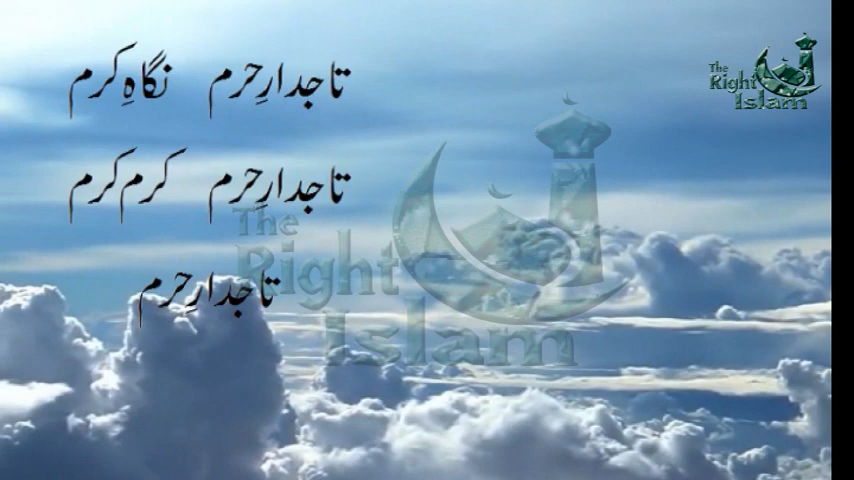 تاجدارِ حرم نگاہِ کرم
تاجدارِ حرم کرم کرم
تاجدارِ حرم
The
Right
Islam
The
Right
Islam